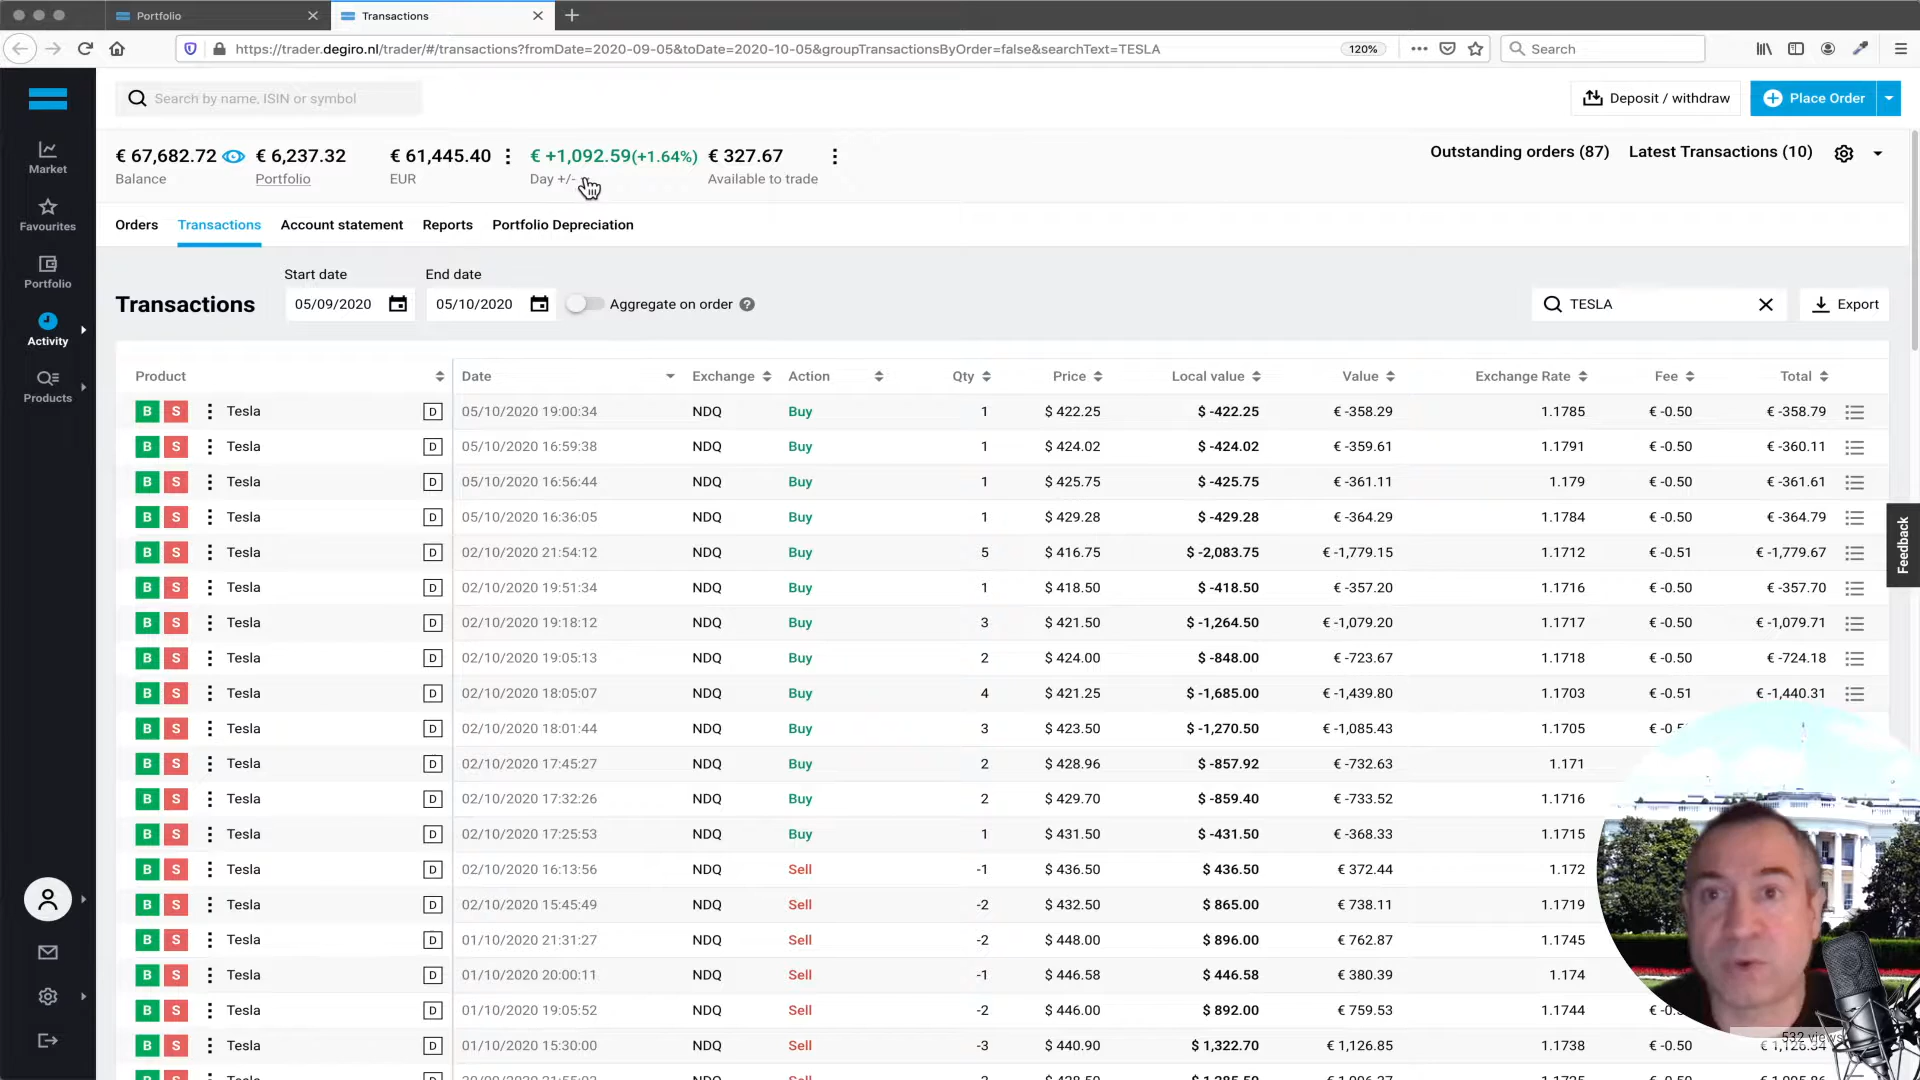 Portfolio
Transactions
https://trader.degiro.nl/trader/#/transactions?fromDate=2020-09-05&toDate=2020-10-05&groupTransactionsByOrder=false&searchText=TESLA
120%
Search
Search by name, ISIN or symbol
Deposit / withdraw
Place Order
€ 67,682.72 € 6,237.32 € 61,445.40 € +1,092.59(+1.64%) € 327.67
Balance Portfolio EUR Day +/- Available to trade
Outstanding orders (87) Latest Transactions (10)
Market
Favourites
Portfolio
Activity
Products
Orders Transactions Account statement Reports Portfolio Depreciation
Start date End date
Transactions 05/09/2020 05/10/2020 Aggregate on order ? TESLA Export
Product Date Exchange Action Qty Price Local value Value Exchange Rate Fee Total
B S Tesla D 05/10/2020 19:00:34 NDQ Buy 1 $ 422.25 $ -422.25 € -358.29 1.1785 € -0.50 € -358.79
B S Tesla D 05/10/2020 16:59:38 NDQ Buy 1 $ 424.02 $ -424.02 € -359.61 1.1791 € -0.50 € -360.11
B S Tesla D 05/10/2020 16:56:44 NDQ Buy 1 $ 425.75 $ -425.75 € -361.11 1.179 € -0.50 € -361.61
B S Tesla D 05/10/2020 16:36:05 NDQ Buy 1 $ 429.28 $ -429.28 € -364.29 1.1784 € -0.50 € -364.79
B S Tesla D 02/10/2020 21:54:12 NDQ Buy 5 $ 416.75 $ -2,083.75 € -1,779.15 1.1712 € -0.51 € -1,779.67
B S Tesla D 02/10/2020 19:51:34 NDQ Buy 1 $ 418.50 $ -418.50 € -357.20 1.1716 € -0.50 € -357.70
B S Tesla D 02/10/2020 19:18:12 NDQ Buy 3 $ 421.50 $ -1,264.50 € -1,079.20 1.1717 € -0.50 € -1,079.71
B S Tesla D 02/10/2020 19:05:13 NDQ Buy 2 $ 424.00 $ -848.00 € -723.67 1.1718 € -0.50 € -724.18
B S Tesla D 02/10/2020 18:05:07 NDQ Buy 4 $ 421.25 $ -1,685.00 € -1,439.80 1.1703 € -0.51 € -1,440.31
B S Tesla D 02/10/2020 18:01:44 NDQ Buy 3 $ 423.50 $ -1,270.50 € -1,085.43 1.1705
B S Tesla D 02/10/2020 17:45:27 NDQ Buy 2 $ 428.96 $ -857.92 € -732.63 1.171
B S Tesla D 02/10/2020 17:32:26 NDQ Buy 2 $ 429.70 $ -859.40 € -733.52 1.1716
B S Tesla D 02/10/2020 17:25:53 NDQ Buy 1 $ 431.50 $ -431.50 € -368.33 1.1715
B S Tesla D 02/10/2020 16:13:56 NDQ Sell -1 $ 436.50 $ 436.50 € 372.44 1.172
B S Tesla D 02/10/2020 15:45:49 NDQ Sell -2 $ 432.50 $ 865.00 € 738.11 1.1719
B S Tesla D 01/10/2020 21:31:27 NDQ Sell -2 $ 448.00 $ 896.00 € 762.87 1.1745
B S Tesla D 01/10/2020 20:00:11 NDQ Sell -1 $ 446.58 $ 446.58 € 380.39 1.174
B S Tesla D 01/10/2020 19:05:52 NDQ Sell -2 $ 446.00 $ 892.00 € 759.53 1.1744
B S Tesla D 01/10/2020 15:30:00 NDQ Sell -3 $ 440.90 $ 1,322.70 € 1,126.85 1.1738 € -0.50
532 views
Feedback